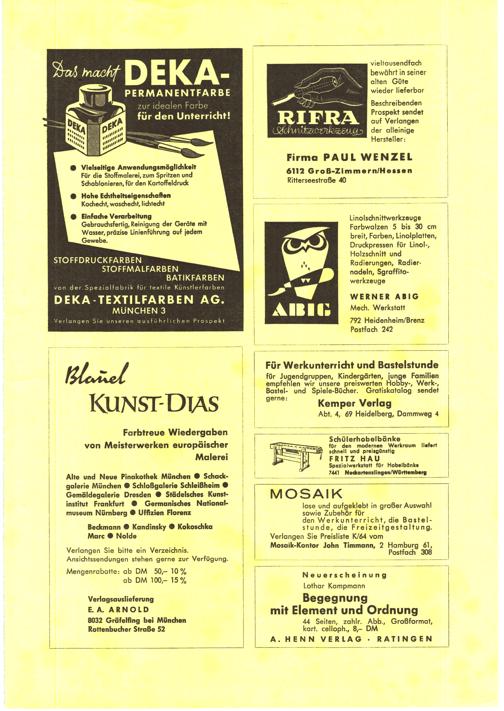 Das macht DEKA-
PERMANENTFARBE
zur idealen Farbe
für den Unterricht!
DEKA DEKA
● Vielseitige Anwendungsmöglichkeit
Für die Stoffmalerei, zum Spritzen und
Schablonieren, für den Kartoffeldruck
● Hohe Echtheitseigenschaften
Kochecht, waschecht, lichtecht
● Einfache Verarbeitung
Gebrauchsfertig, Reinigung der Geräte mit
Wasser, präzise Linienführung auf jedem
Gewebe.
STOFFDRUCKFARBEN
STOFFMALFARBEN
BATIKFARBEN
von der Spezialfabrik für textile Künstlerfarben
DEKA-TEXTILFARBEN AG.
MÜNCHEN 3
Verlangen Sie unseren ausführlichen Prospekt
Blauel
KUNST-DIAS
Farbtreue Wiedergaben
von Meisterwerken europäischer
Malerei
Alte und Neue Pinakothek München ● Schack-
galerie München ● Schloßgalerie Schleißheim ●
Gemäldegalerie Dresden ● Städelsches Kunst-
institut Frankfurt ● Germanisches National-
museum Nürnberg ● Uffizien Florenz
Beckmann ● Kandinsky ● Kokoschka
Marc ● Nolde
Verlangen Sie bitte ein Verzeichnis.
Ansichtssendungen stehen gerne zur Verfügung.
Mengenrabatte: ab DM 50,– 10 %
ab DM 100,– 15 %
Verlagsauslieferung
E. A. ARNOLD
8032 Gräfelfing bei München
Rottenbucher Straße 52
RIFRA
Schnitzwerkzeuge
vieltausendfach
bewährt in seiner
alten Güte
wieder lieferbar
Beschreibenden
Prospekt sendet
auf Verlangen
der alleinige
Hersteller:
Firma PAUL WENZEL
6112 Groß-Zimmern/Hessen
Ritterseestraße 40
ABIG
Linolschnittwerkzeuge
Farbwalzen 5 bis 30 cm
breit, Farben, Linolplatten,
Druckpressen für Linol-,
Holzschnitt und
Radierungen, Radier-
nadeln, Sgraffito-
werkzeuge
WERNER ABIG
Mech. Werkstatt
792 Heidenheim/Brenz
Postfach 242
Für Werkunterricht und Bastelstunde
für Jugendgruppen, Kindergärten, junge Familien
empfehlen wir unsere preiswerten Hobby-, Werk-,
Bastel- und Spiele-Bücher. Gratiskatalog sendet
gerne:
Kemper Verlag
Abt. 4, 69 Heidelberg, Dammweg 4
Schülerhobelbänke
für den modernen Werkraum liefert
schnell und preisgünstig
FRITZ HAU
Spezialwerkstatt für Hobelbänke
7441 Neckartenzlingen/Württemberg
MOSAIK
lose und aufgeklebt in großer Auswahl
sowie Zubehör für
den Werkunterricht, die Bastel-
stunde, die Freizeitgestaltung.
Verlangen Sie Preisliste K/64 vom
Mosaik-Kontor John Timmann, 2 Hamburg 61,
Postfach 308
Neuerscheinung
Lothar Kampmann
Begegnung
mit Element und Ordnung
44 Seiten, zahlr. Abb., Großformat,
kart. celloph., 8,– DM
A. HENN VERLAG · RATINGEN